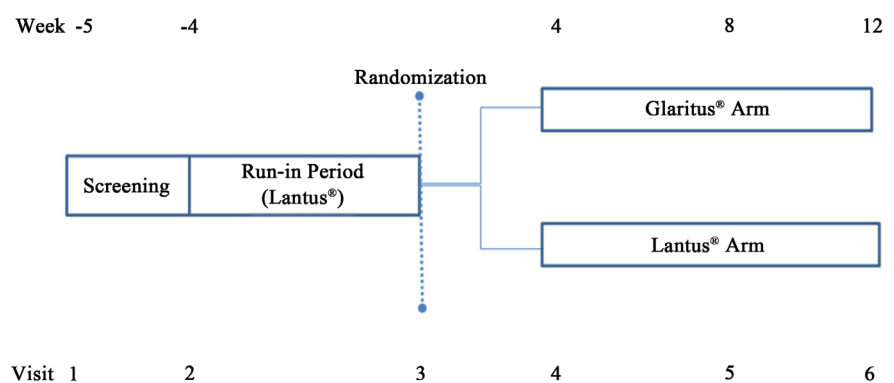 Week -5 -4 4 8 12
Randomization
Glaritus® Arm
Screening
Run-in Period
(Lantus®)
Lantus® Arm
Visit 1 2 3 4 5 6